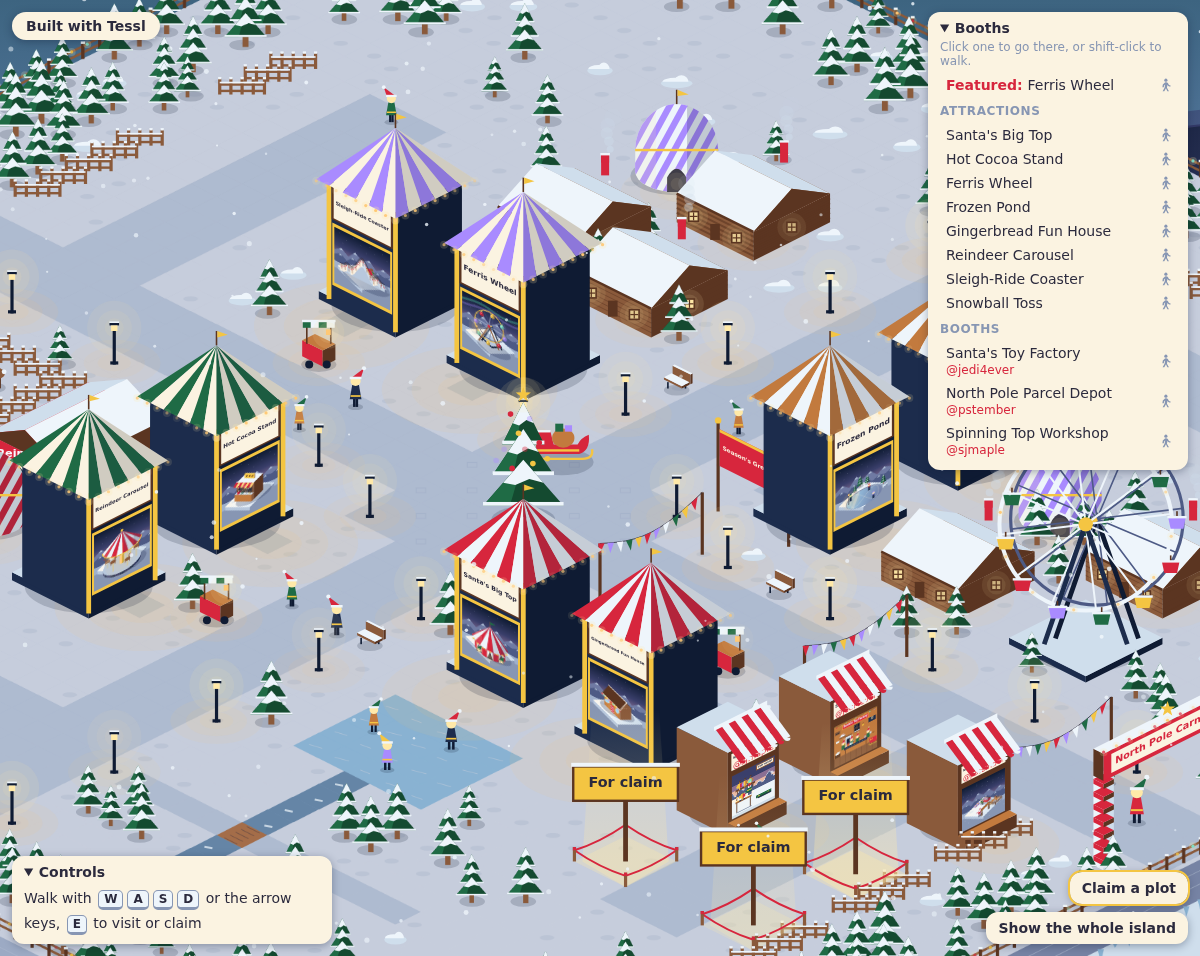 Built with Tessl
▼ Booths
Click one to go there, or shift-click to
walk.
Featured: Ferris Wheel
ATTRACTIONS
Santa's Big Top
Hot Cocoa Stand
Ferris Wheel
Frozen Pond
Gingerbread Fun House
Reindeer Carousel
Sleigh-Ride Coaster
Snowball Toss
BOOTHS
Santa's Toy Factory
@jedi4ever
North Pole Parcel Depot
@pstember
Spinning Top Workshop
@sjmaple
Sleigh-Ride Coaster
Ferris Wheel
Hot Cocoa Stand
Frozen Pond
Season's Gre
Rein
Reindeer Carousel
Santa's Big Top
Gingerbread Fun House
North Pole Carn
For claim
For claim
For claim
▼ Controls
Walk with W A S D or the arrow
keys, E to visit or claim
Claim a plot
Show the whole island